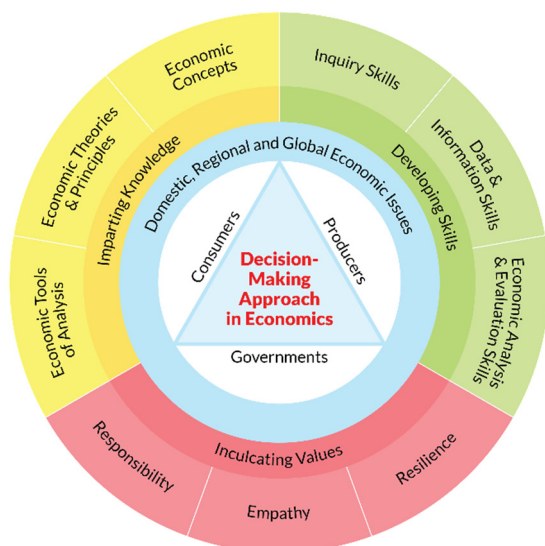 Economic
Concepts
Inquiry Skills
Economic Theories
& Principles
Data &
Information Skills
Economic Tools
of Analysis
Economic Analysis
& Evaluation Skills
Imparting Knowledge
Developing Skills
Domestic, Regional and Global Economic Issues
Consumers
Producers
Decision-
Making
Approach
in Economics
Governments
Inculcating Values
Responsibility
Empathy
Resilience